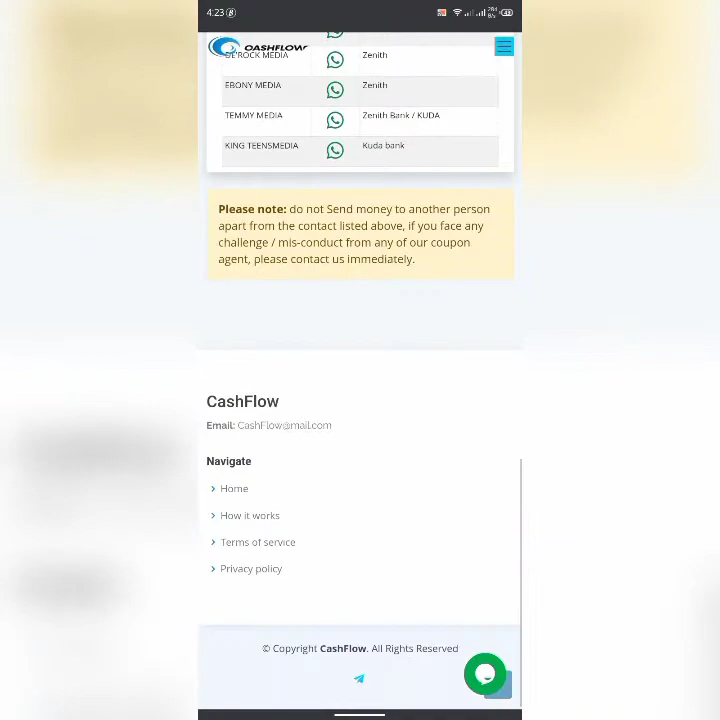 4:23
284
B/s
49
CASHFLOW
DE'ROCK MEDIA Zenith
EBONY MEDIA Zenith
TEMMY MEDIA Zenith Bank / KUDA
KING TEENSMEDIA Kuda bank
Please note: do not Send money to another person
apart from the contact listed above, if you face any
challenge / mis-conduct from any of our coupon
agent, please contact us immediately.
CashFlow
Email: CashFlow@mail.com
Navigate
Home
How it works
Terms of service
Privacy policy
© Copyright CashFlow. All Rights Reserved